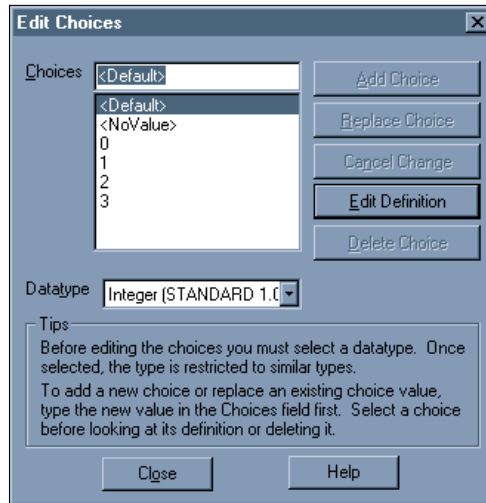 Edit Choices
Choices
<Default>
Add Choice
<Default>
<NoValue>
0
1
2
3
Replace Choice
Cancel Change
Edit Definition
Delete Choice
Datatype
Integer (STANDARD 1.0
Tips
Before editing the choices you must select a datatype. Once
selected, the type is restricted to similar types.
To add a new choice or replace an existing choice value,
type the new value in the Choices field first. Select a choice
before looking at its definition or deleting it.
Close
Help